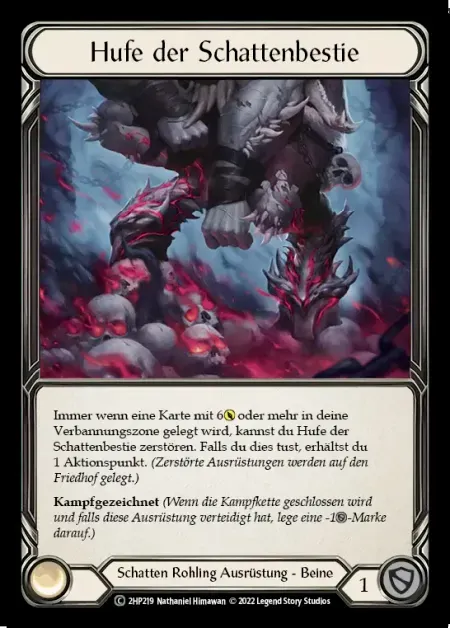 Hufe der Schattenbestie
Immer wenn eine Karte mit 6 oder mehr in deine
Verbannungszone gelegt wird, kannst du Hufe der
Schattenbestie zerstören. Falls du dies tust, erhältst du
1 Aktionspunkt. (Zerstörte Ausrüstungen werden auf den
Friedhof gelegt.)
Kampfgezeichnet (Wenn die Kampfkette geschlossen wird
und falls diese Ausrüstung verteidigt hat, lege eine -1-Marke
darauf.)
Schatten Rohling Ausrüstung - Beine
1
C 2HP219 Nathaniel Himawan © 2022 Legend Story Studios